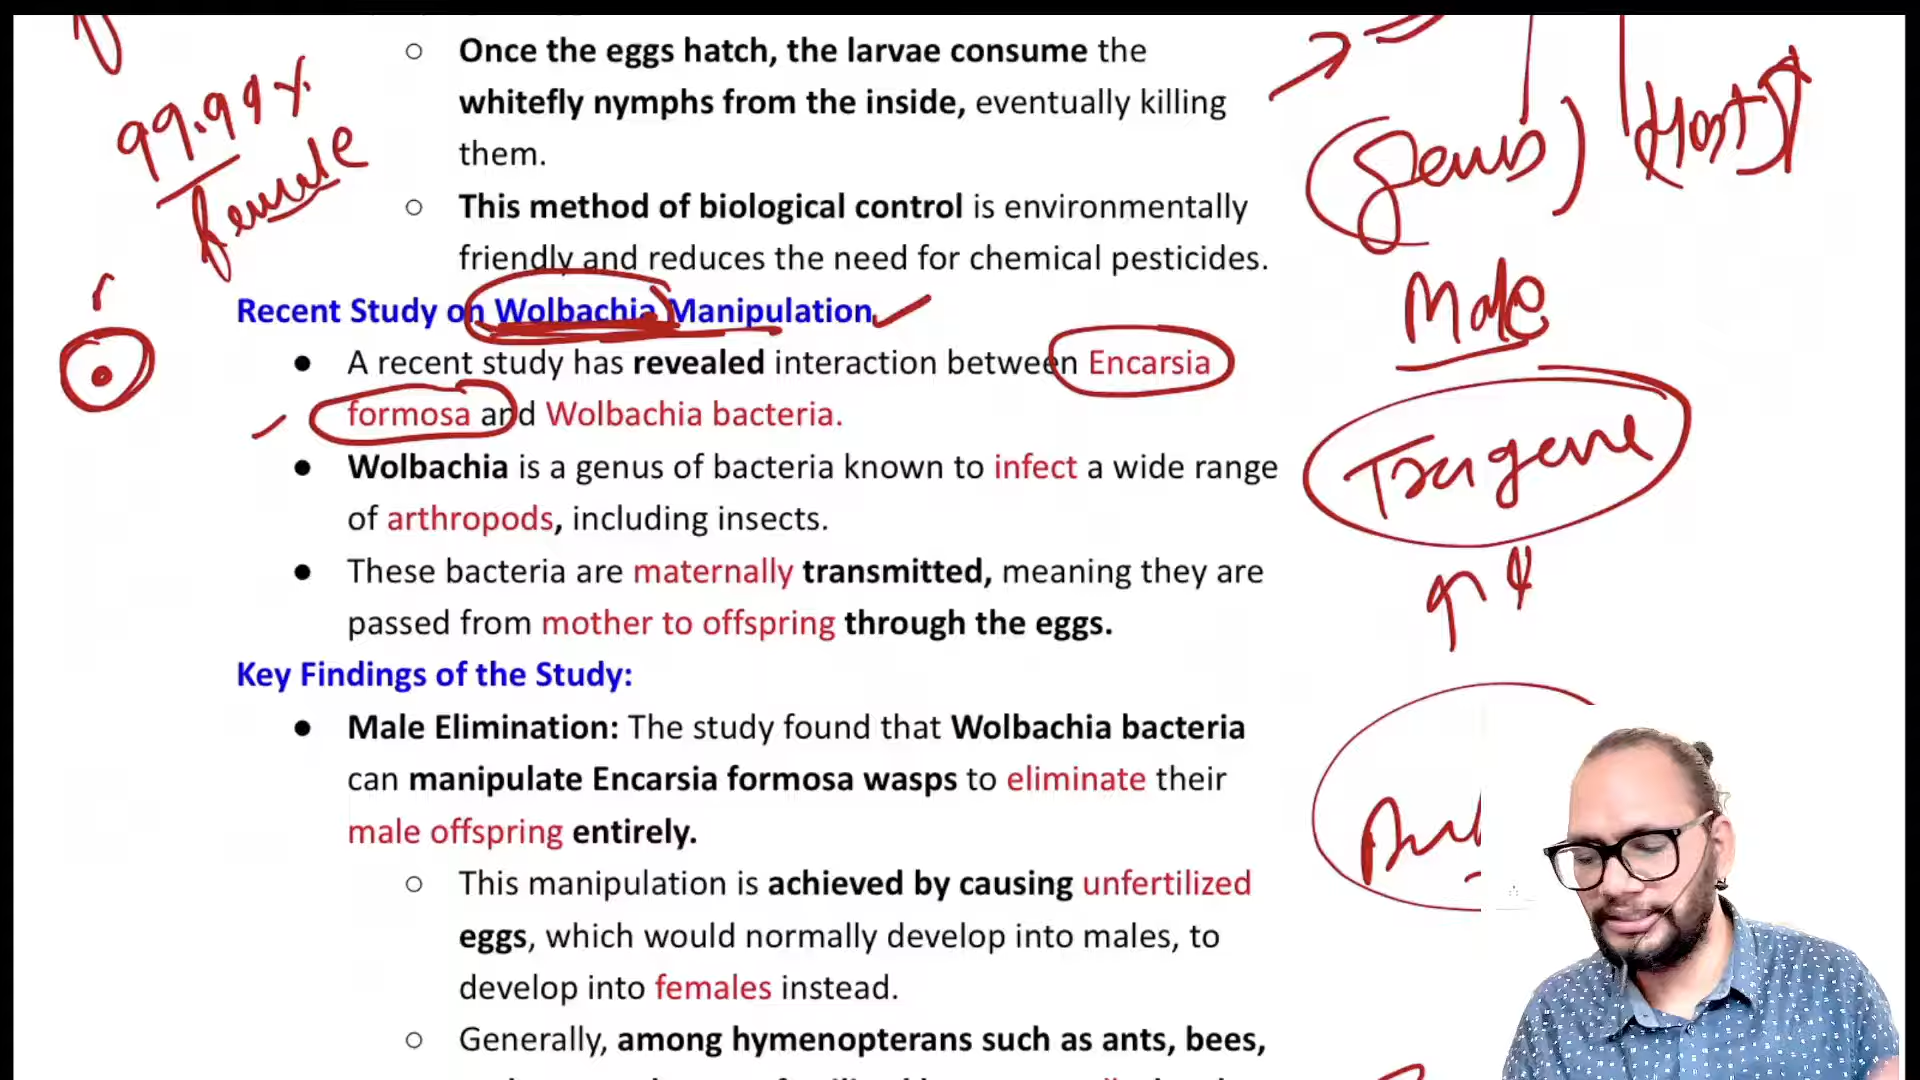 Once the eggs hatch, the larvae consume the
whitefly nymphs from the inside, eventually killing
them.
This method of biological control is environmentally
friendly and reduces the need for chemical pesticides.
Recent Study on Wolbachia Manipulation
A recent study has revealed interaction between Encarsia
formosa and Wolbachia bacteria.
Wolbachia is a genus of bacteria known to infect a wide range
of arthropods, including insects.
These bacteria are maternally transmitted, meaning they are
passed from mother to offspring through the eggs.
Key Findings of the Study:
Male Elimination: The study found that Wolbachia bacteria
can manipulate Encarsia formosa wasps to eliminate their
male offspring entirely.
This manipulation is achieved by causing unfertilized
eggs, which would normally develop into males, to
develop into females instead.
Generally, among hymenopterans such as ants, bees,
99.99%
female
(Genus)
Host
Male